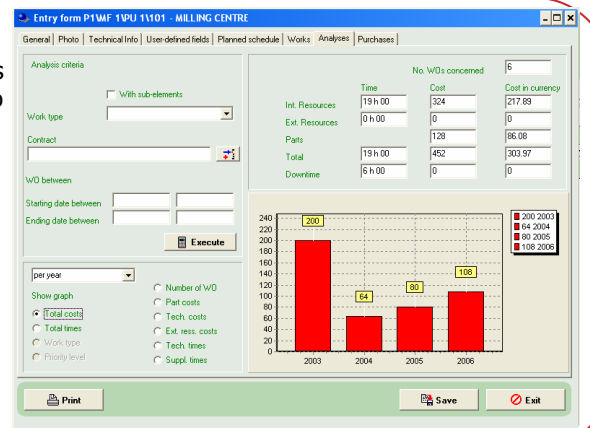 Entry form P1\MF 1\PU 1\101 - MILLING CENTRE
General Photo Technical Info User-defined fields Planned schedule Works Analyses Purchases
Analysis criteria
With sub-elements
Work type
Contract
WO between
Starting date between
Ending date between
Execute
No. WOs concerned 6
Time Cost Cost in currency
Int. Resources 19 h 00 324 217.89
Ext. Resources 0 h 00 0 0
Parts 128 86.08
Total 19 h 00 452 303.97
Downtime 6 h 00 0 0
per year
Show graph
Total costs
Total times
Work type
Priority level
Number of WO
Part costs
Tech. costs
Ext. ress. costs
Tech. times
Suppl. times
240
220
200
180
160
140
120
100
80
60
40
20
0
200
64
80
108
2003 2004 2005 2006
200 2003
64 2004
80 2005
108 2006
Print Save Exit